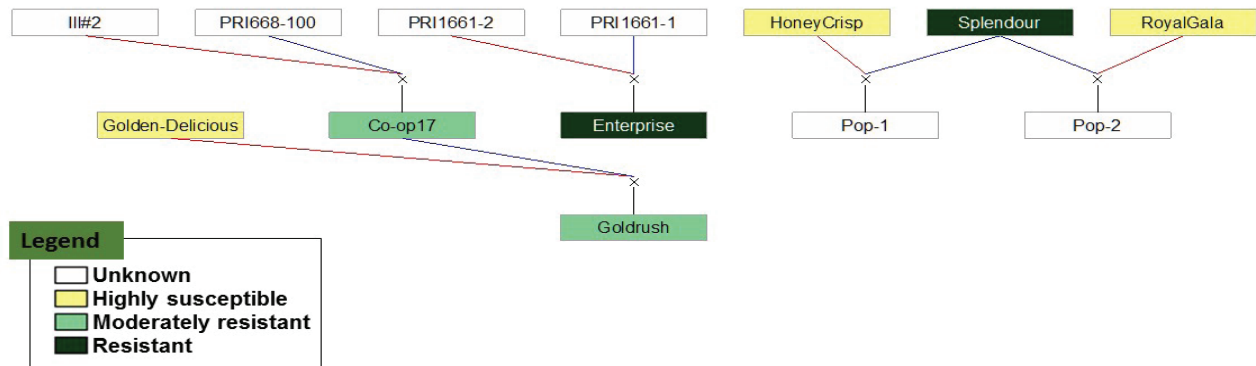 Ill#2
PRI668-100
PRI1661-2
PRI1661-1
HoneyCrisp
Splendour
RoyalGala
Golden-Delicious
Co-op17
Enterprise
Pop-1
Pop-2
Goldrush
Legend
Unknown
Highly susceptible
Moderately resistant
Resistant